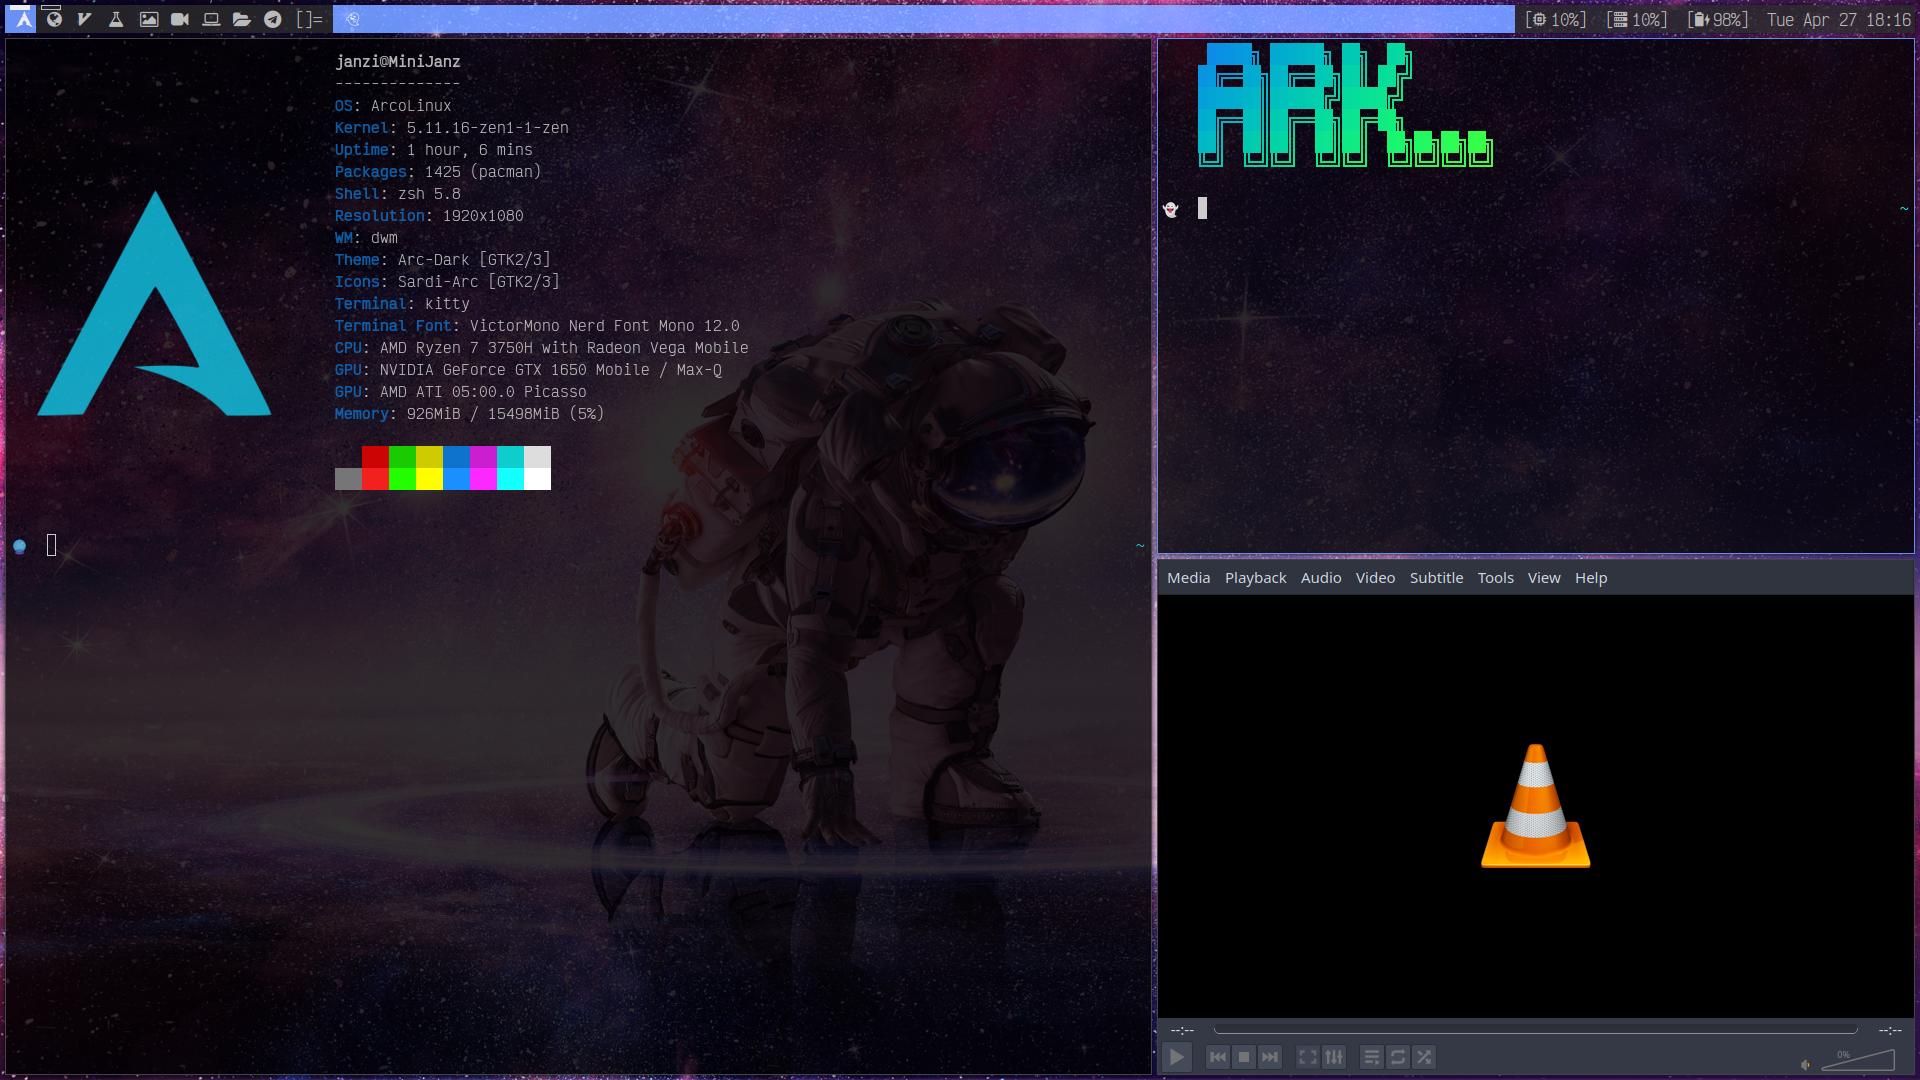 []=
[10%] [10%] [98%] Tue Apr 27 18:16
janzi@MiniJanz
--------------
OS: ArcoLinux
Kernel: 5.11.16-zen1-1-zen
Uptime: 1 hour, 6 mins
Packages: 1425 (pacman)
Shell: zsh 5.8
Resolution: 1920x1080
WM: dwm
Theme: Arc-Dark [GTK2/3]
Icons: Sardi-Arc [GTK2/3]
Terminal: kitty
Terminal Font: VictorMono Nerd Font Mono 12.0
CPU: AMD Ryzen 7 3750H with Radeon Vega Mobile
GPU: NVIDIA GeForce GTX 1650 Mobile / Max-Q
GPU: AMD ATI 05:00.0 Picasso
Memory: 926MiB / 15498MiB (5%)
~
ARK...
~
Media Playback Audio Video Subtitle Tools View Help
--:-- --:--
0%